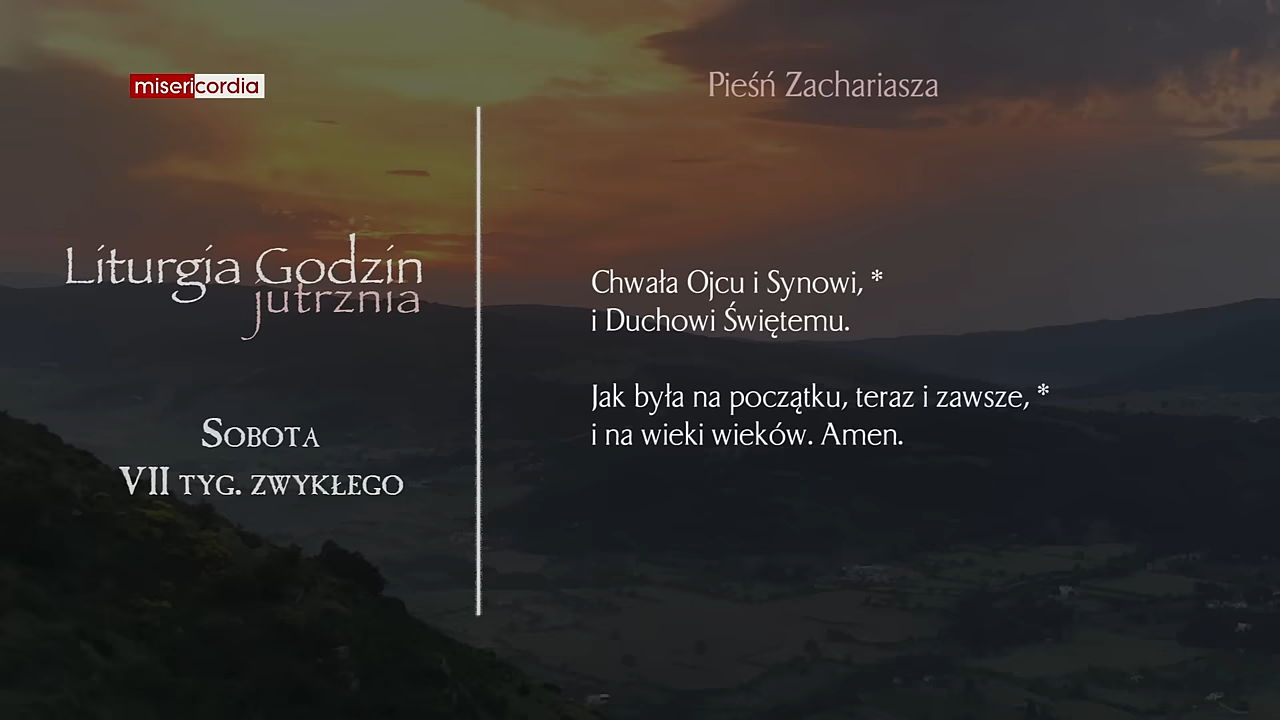 misericordia
Pieśń Zachariasza
Liturgia Godzin
jutrznia
Sobota
VII tyg. zwykłego
Chwała Ojcu i Synowi, *
i Duchowi Świętemu.
Jak była na początku, teraz i zawsze, *
i na wieki wieków. Amen.